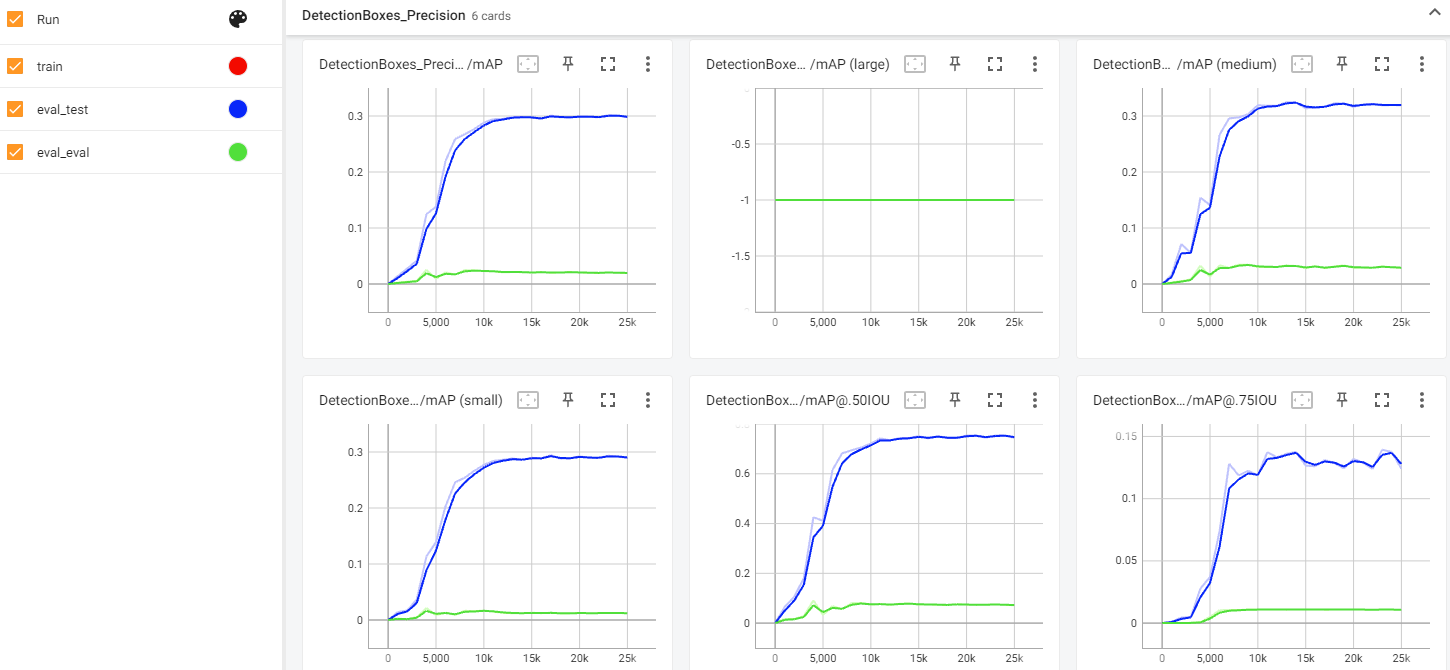 Run
train
eval_test
eval_eval
DetectionBoxes_Precision 6 cards
DetectionBoxes_Preci… /mAP
0.3
0.2
0.1
0
0 5,000 10k 15k 20k 25k
DetectionBoxe… /mAP (large)
-0.5
-1
-1.5
0 5,000 10k 15k 20k 25k
DetectionB… /mAP (medium)
0.3
0.2
0.1
0
0 5,000 10k 15k 20k 25k
DetectionBoxe…/mAP (small)
0.3
0.2
0.1
0
0 5,000 10k 15k 20k 25k
DetectionBox…/mAP@.50IOU
0.6
0.4
0.2
0
0 5,000 10k 15k 20k 25k
DetectionBox…/mAP@.75IOU
0.15
0.1
0.05
0
0 5,000 10k 15k 20k 25k